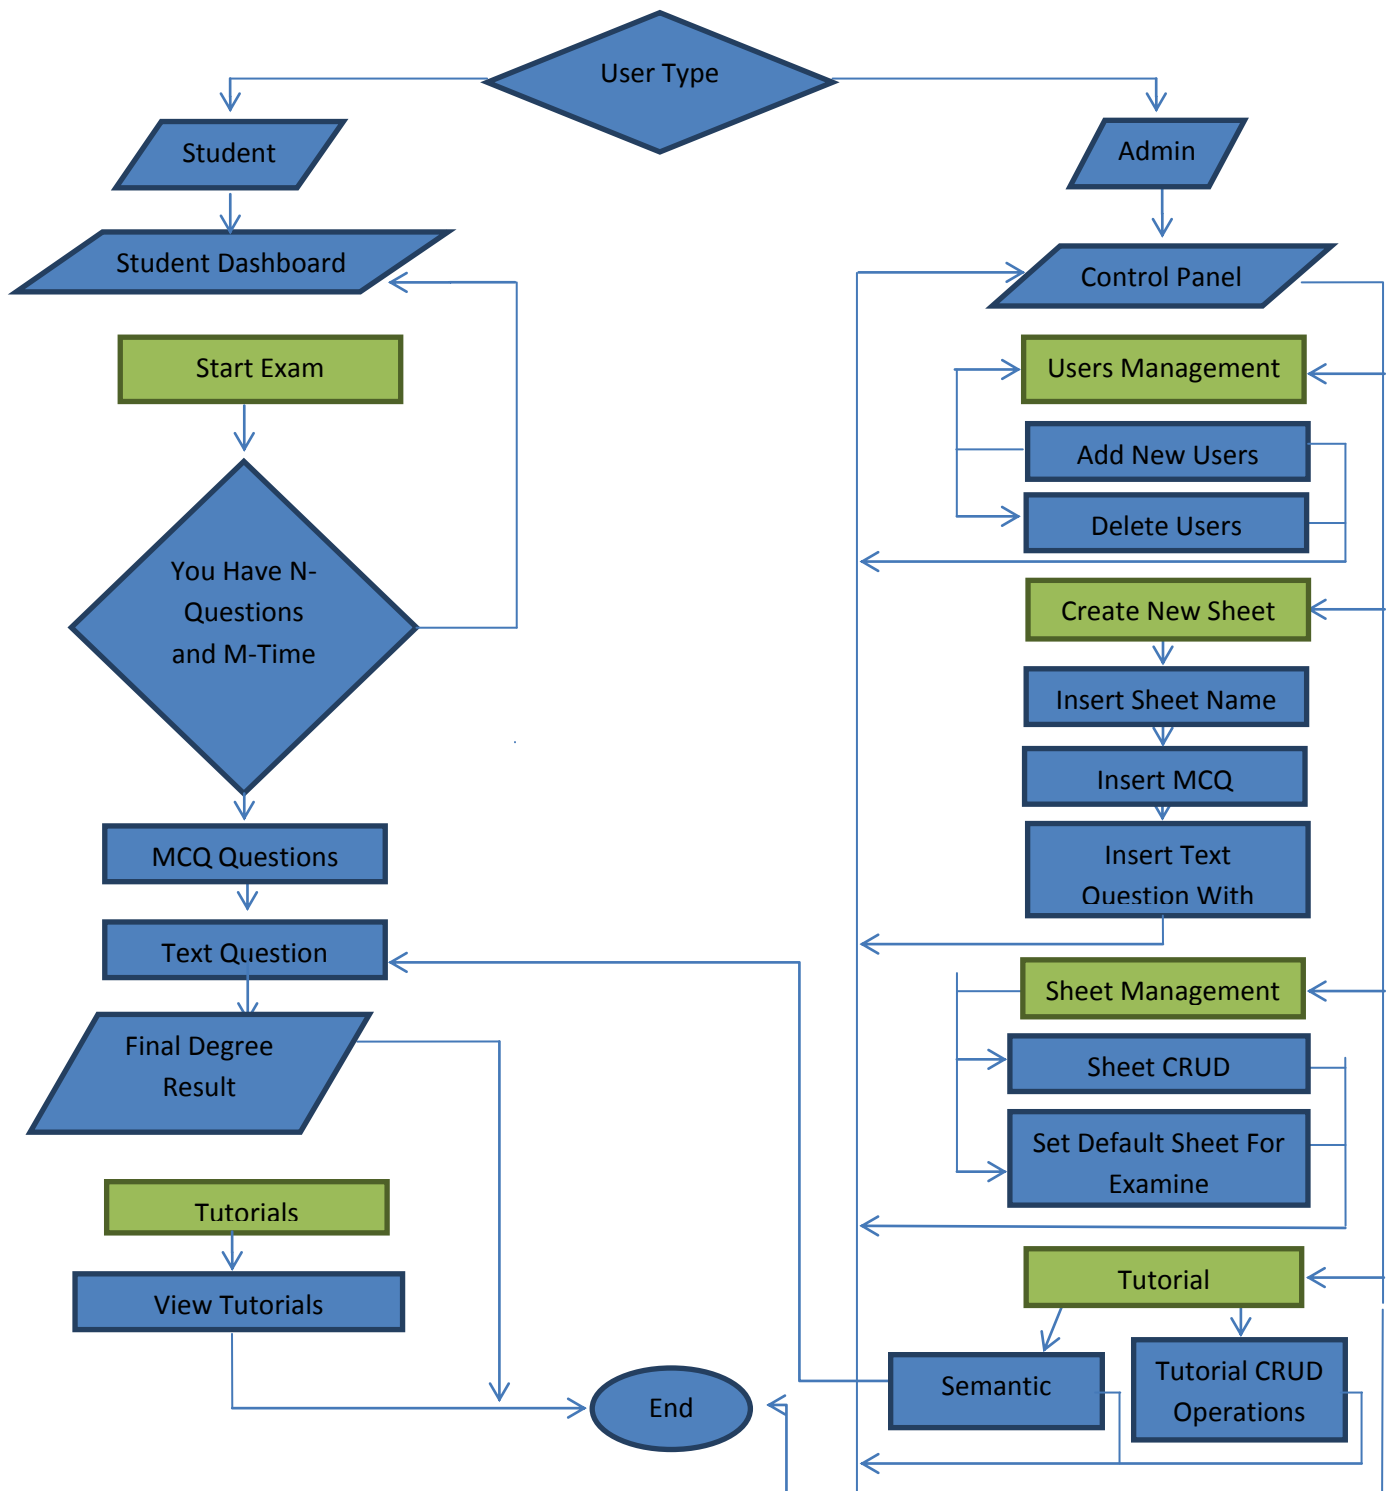 User Type
Student
Admin
Student Dashboard
Control Panel
Start Exam
Users Management
Add New Users
Delete Users
You Have N-
Questions
and M-Time
Create New Sheet
Insert Sheet Name
Insert MCQ
MCQ Questions
Insert Text
Question With
Text Question
Sheet Management
Final Degree
Result
Sheet CRUD
Set Default Sheet For
Examine
Tutorials
View Tutorials
Tutorial
Semantic
Tutorial CRUD
Operations
End